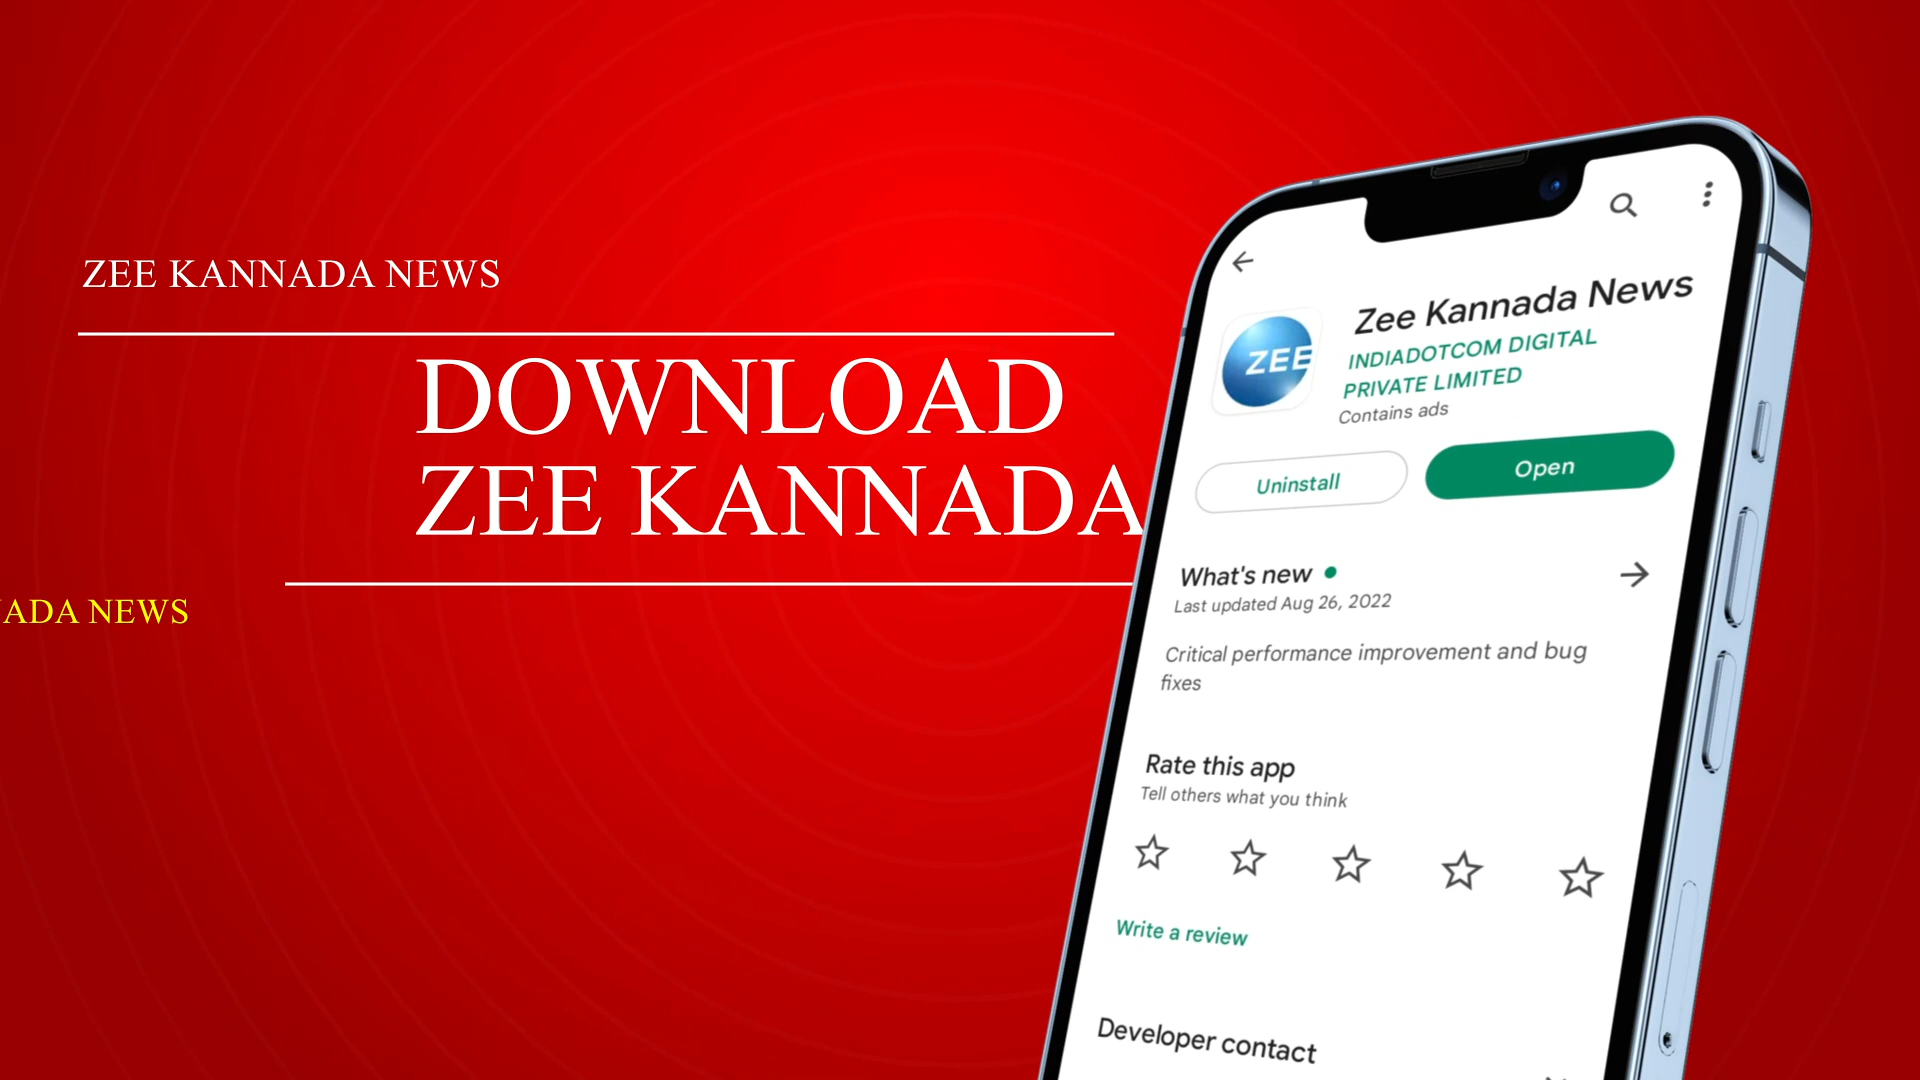 ZEE KANNADA NEWS
DOWNLOAD
ZEE KANNADA
NADA NEWS
Zee Kannada News
ZEE
INDIADOTCOM DIGITAL
PRIVATE LIMITED
Contains ads
Uninstall
Open
What's new
Last updated Aug 26, 2022
Critical performance improvement and bug
fixes
Rate this app
Tell others what you think
Write a review
Developer contact